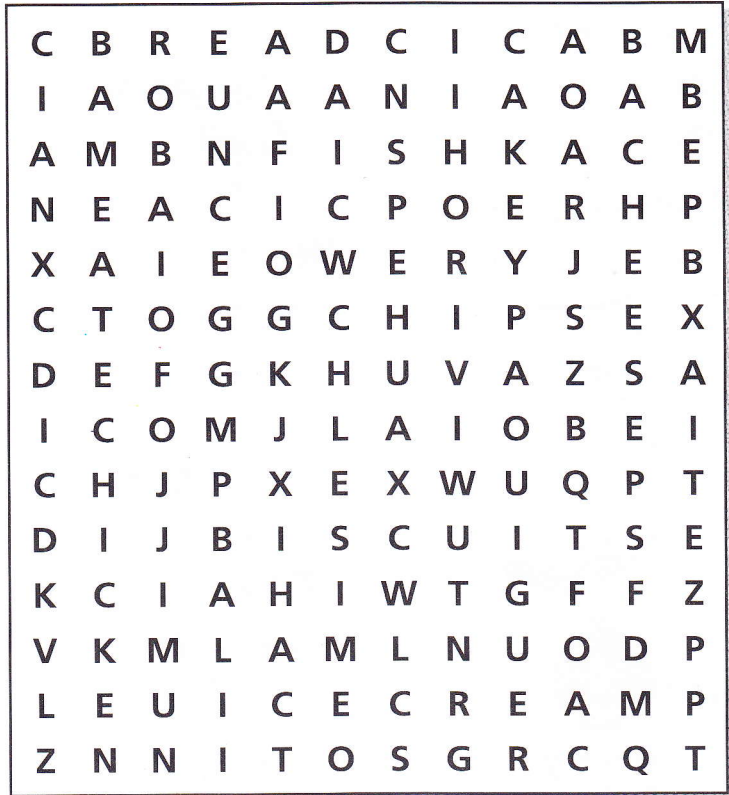 C B R E A D C I C A B M
I A O U A A N I A O A B
A M B N F I S H K A C E
N E A C I C P O E R H P
X A I E O W E R Y J E B
C T O G G C H I P S E X
D E F G K H U V A Z S A
I C O M J L A I O B E I
C H J P X E X W U Q P T
D I J B I S C U I T S E
K C I A H I W T G F F Z
V K M L A M L N U O D P
L E U I C E C R E A M P
Z N N I T O S G R C Q T